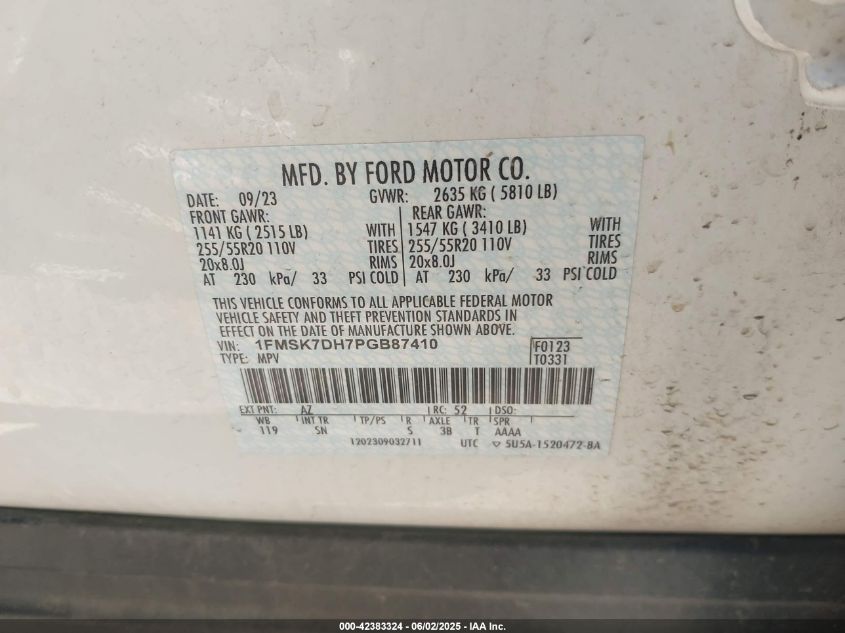 MFD. BY FORD MOTOR CO.
DATE: 09/23 GVWR: 2635 KG ( 5810 LB)
FRONT GAWR: REAR GAWR:
1141 KG ( 2515 LB) WITH 1547 KG ( 3410 LB) WITH
255/55R20 110V TIRES 255/55R20 110V TIRES
20x8.0J RIMS 20x8.0J RIMS
AT 230 kPa/ 33 PSI COLD AT 230 kPa/ 33 PSI COLD
THIS VEHICLE CONFORMS TO ALL APPLICABLE FEDERAL MOTOR
VEHICLE SAFETY AND THEFT PREVENTION STANDARDS IN
EFFECT ON THE DATE OF MANUFACTURE SHOWN ABOVE.
VIN: 1FMSK7DH7PGB87410 F0123
TYPE: MPV T0331
EXT PNT: AZ RC: 52 DSO:
WB INT TR TP/PS R AXLE TR SPR
119 SN S 3B T AAAA
1202309032711 UTC 5U5A-1520472-BA
000-42383324 | 06/02/2025 - IAA Inc.